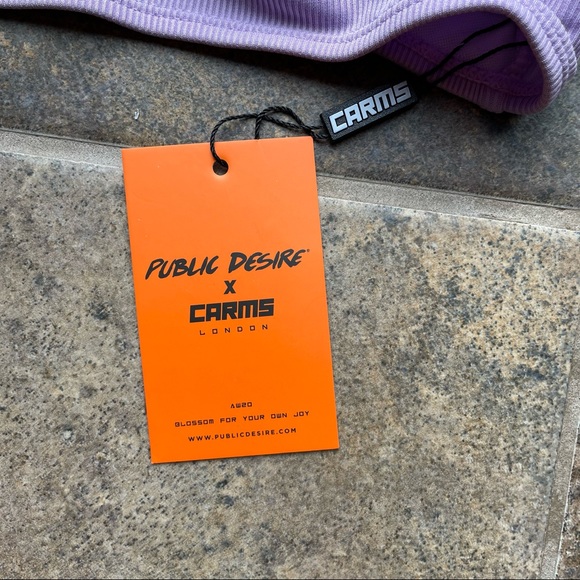 CARMS
PUBLIC DESIRE®
X
CARMS
LONDON
AW20
BLOSSOM FOR YOUR OWN JOY
WWW.PUBLICDESIRE.COM